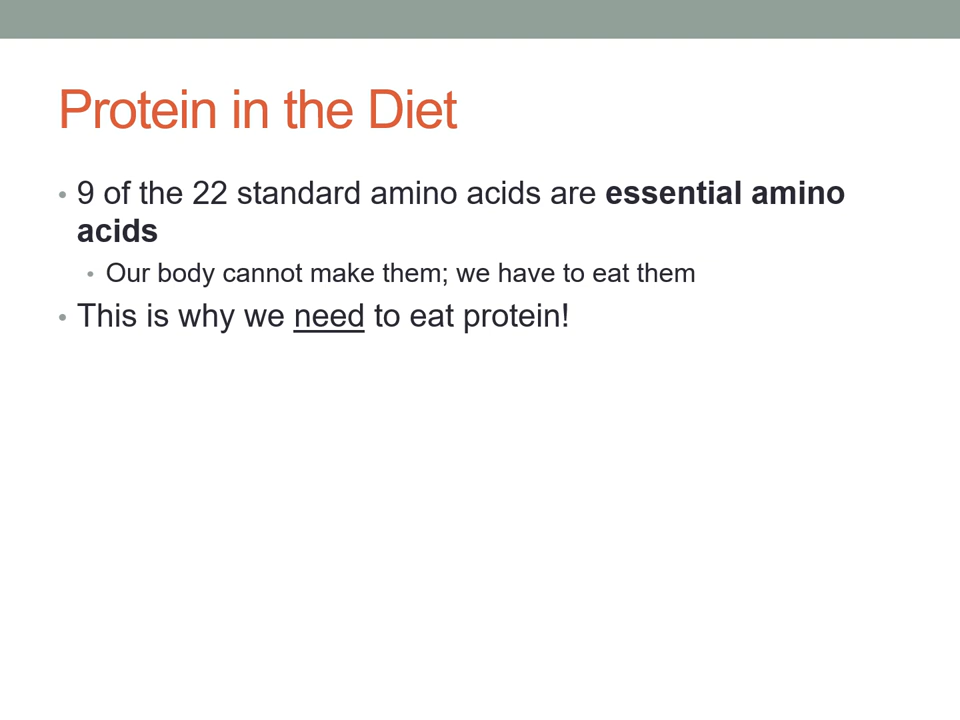 Protein in the Diet
• 9 of the 22 standard amino acids are essential amino
acids
• Our body cannot make them; we have to eat them
• This is why we need to eat protein!